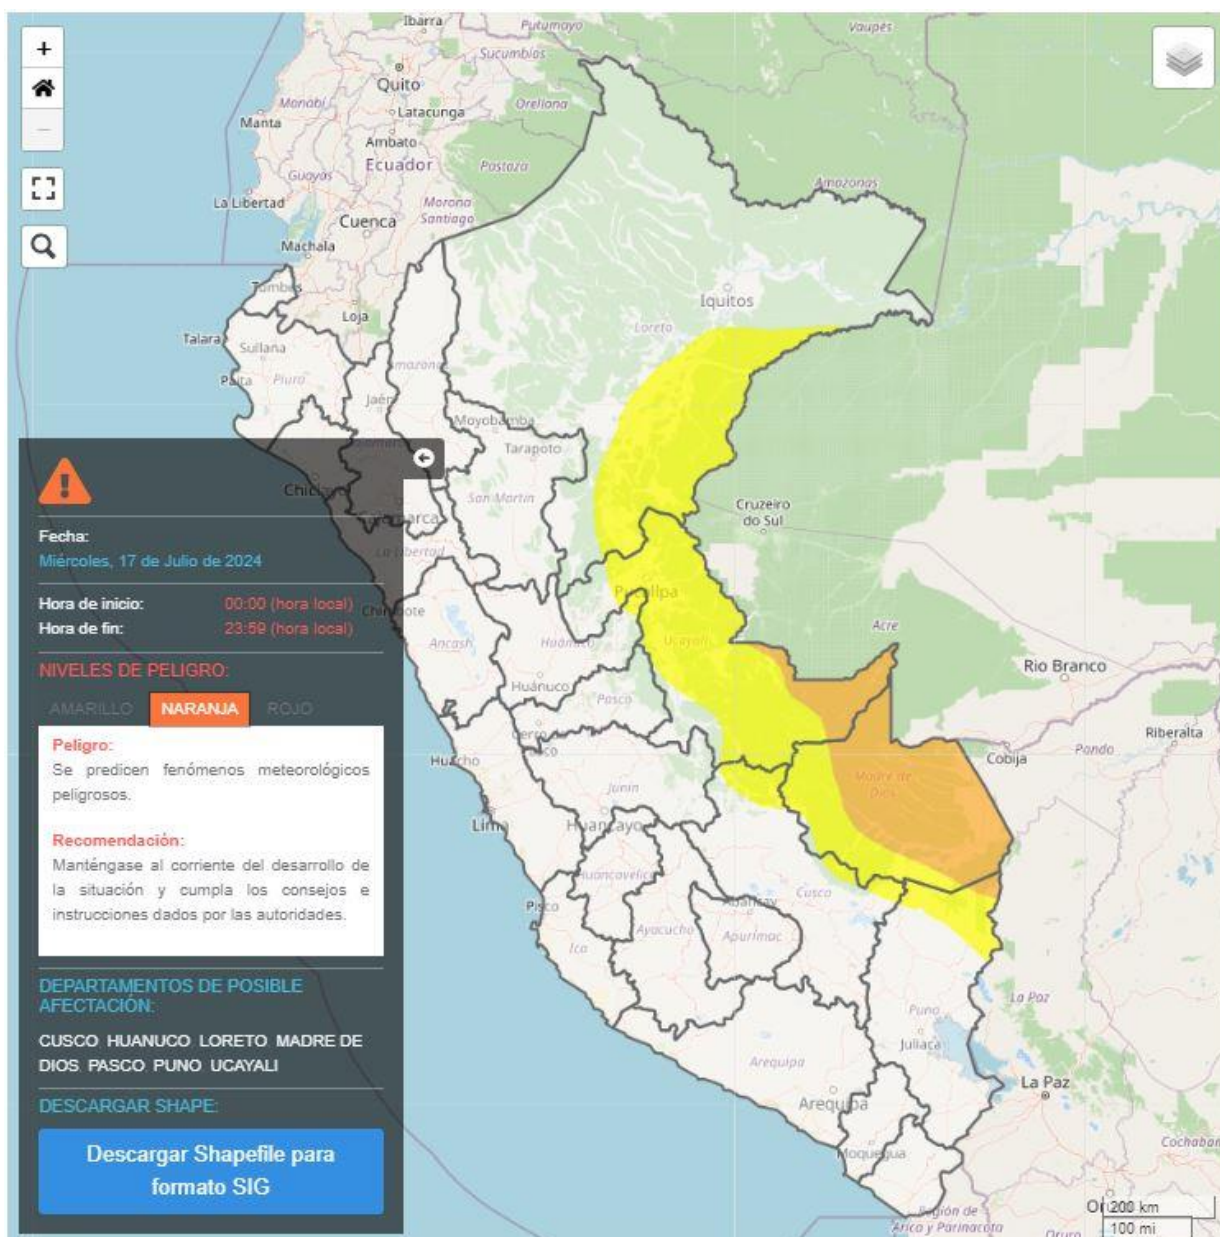 Ibarra
Putumayo
Vaupés
+
Sucumbíos
Quito
Orellana
Manabí
Latacunga
Manta
Ambato
Ecuador
Pastaza
Guayas
Amazonas
La Libertad
Morona
Santiago
Cuenca
Machala
Tumbes
Iquitos
Loja
Loreto
Talara
Sullana
Paita
Piura
Amazonas
Jaén
Moyobamba
Tarapoto
San Martín
Cruzeiro
do Sul
La Libertad
Pucallpa
Ucayali
Acre
Ancash
Huánuco
Rio Branco
Huánuco
Pasco
Riberalta
Cobija
Pando
Huacho
Madre de
Dios
Junín
Lima
Huancayo
Huancavelica
Cusco
Abancay
Pisco
Ayacucho
Apurímac
Ica
La Paz
Puno
Juliaca
Arequipa
La Paz
Arequipa
Moquegua
Región de
Arica y Parinacota
Oruro
200 km
100 mi
Fecha:
Miércoles, 17 de Julio de 2024
Hora de inicio: 00:00 (hora local)
Hora de fin: 23:59 (hora local)
NIVELES DE PELIGRO:
AMARILLO NARANJA ROJO
Peligro:
Se predicen fenómenos meteorológicos
peligrosos.
Recomendación:
Manténgase al corriente del desarrollo de
la situación y cumpla los consejos e
instrucciones dados por las autoridades.
DEPARTAMENTOS DE POSIBLE
AFECTACIÓN:
CUSCO HUANUCO LORETO MADRE DE
DIOS PASCO PUNO UCAYALI
DESCARGAR SHAPE:
Descargar Shapefile para
formato SIG